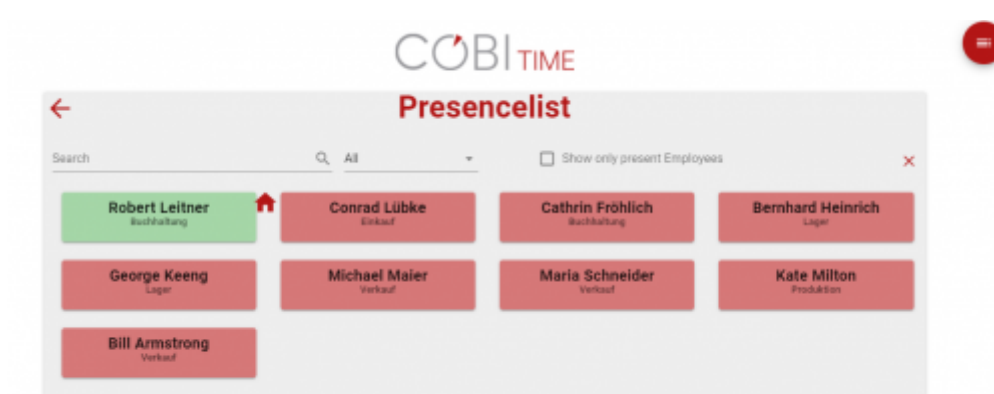 COBI TIME
Presencelist
Search All Show only present Employees
Robert Leitner Conrad Lübke Cathrin Fröhlich Bernhard Heinrich
Buchhaltung Einkauf Buchhaltung Lager
George Keeng Michael Maier Maria Schneider Kate Milton
Lager Verkauf Verkauf Produktion
Bill Armstrong
Verkauf